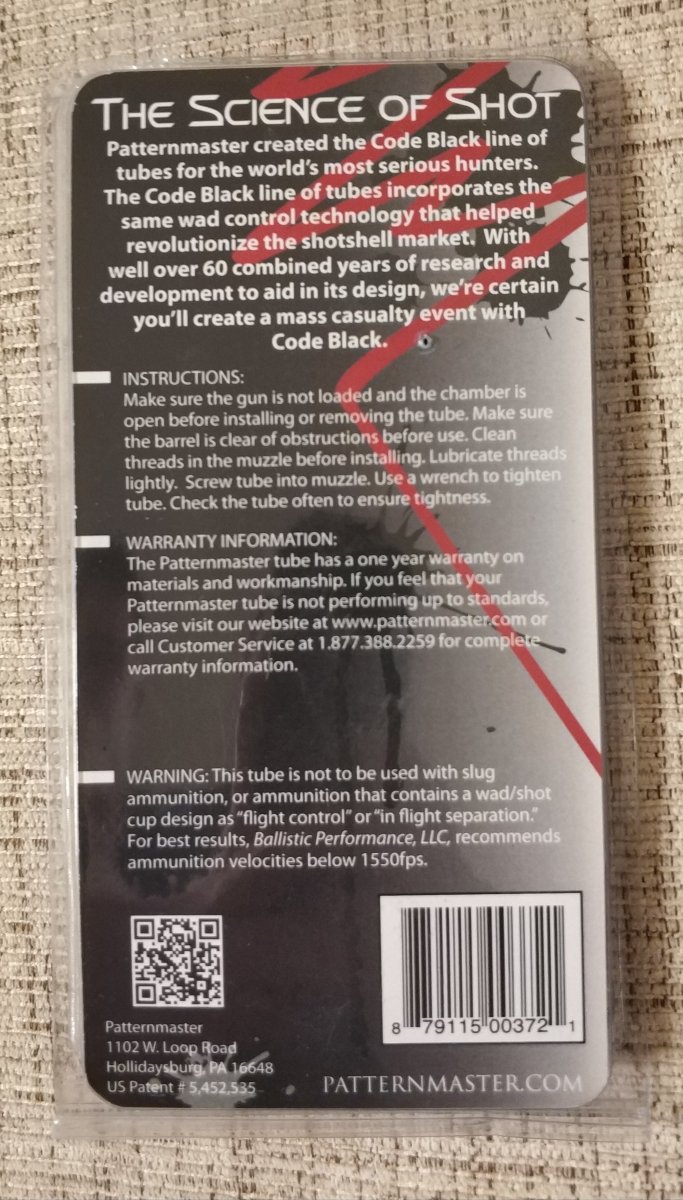 THE SCIENCE OF SHOT
Patternmaster created the Code Black line of
tubes for the world's most serious hunters.
The Code Black line of tubes incorporates the
same wad control technology that helped
revolutionize the shotshell market. With
well over 60 combined years of research and
development to aid in its design, we're certain
you'll create a mass casualty event with
Code Black.
INSTRUCTIONS:
Make sure the gun is not loaded and the chamber is
open before installing or removing the tube. Make sure
the barrel is clear of obstructions before use. Clean
threads in the muzzle before installing. Lubricate threads
lightly. Screw tube into muzzle. Use a wrench to tighten
tube. Check the tube often to ensure tightness.
WARRANTY INFORMATION:
The Patternmaster tube has a one year warranty on
materials and workmanship. If you feel that your
Patternmaster tube is not performing up to standards,
please visit our website at www.patternmaster.com or
call Customer Service at 1.877.388.2259 for complete
warranty information.
WARNING: This tube is not to be used with slug
ammunition, or ammunition that contains a wad/shot
cup design as "flight control" or "in flight separation."
For best results, Ballistic Performance, LLC, recommends
ammunition velocities below 1550fps.
Patternmaster
1102 W. Loop Road
Hollidaysburg, PA 16648
US Patent # 5,452,535
8 79115 00372 1
PATTERNMASTER.COM